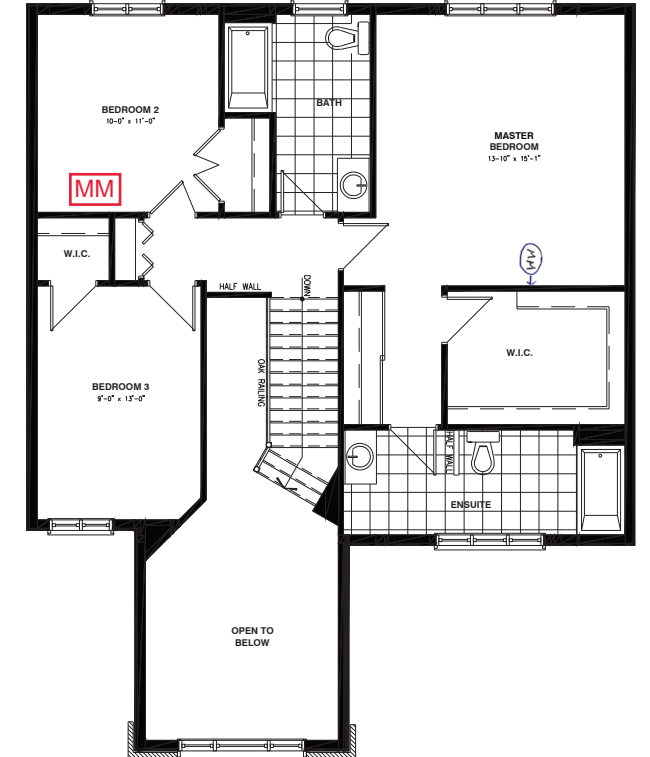 BEDROOM 2
10-0" x 11'-0"
BATH
MASTER
BEDROOM
13-10" x 15'-1"
MM
W.I.C.
MM
HALF WALL
DOWN
W.I.C.
OAK RAILING
BEDROOM 3
9'-0" x 13'-0"
HALF WALL
ENSUITE
OPEN TO
BELOW